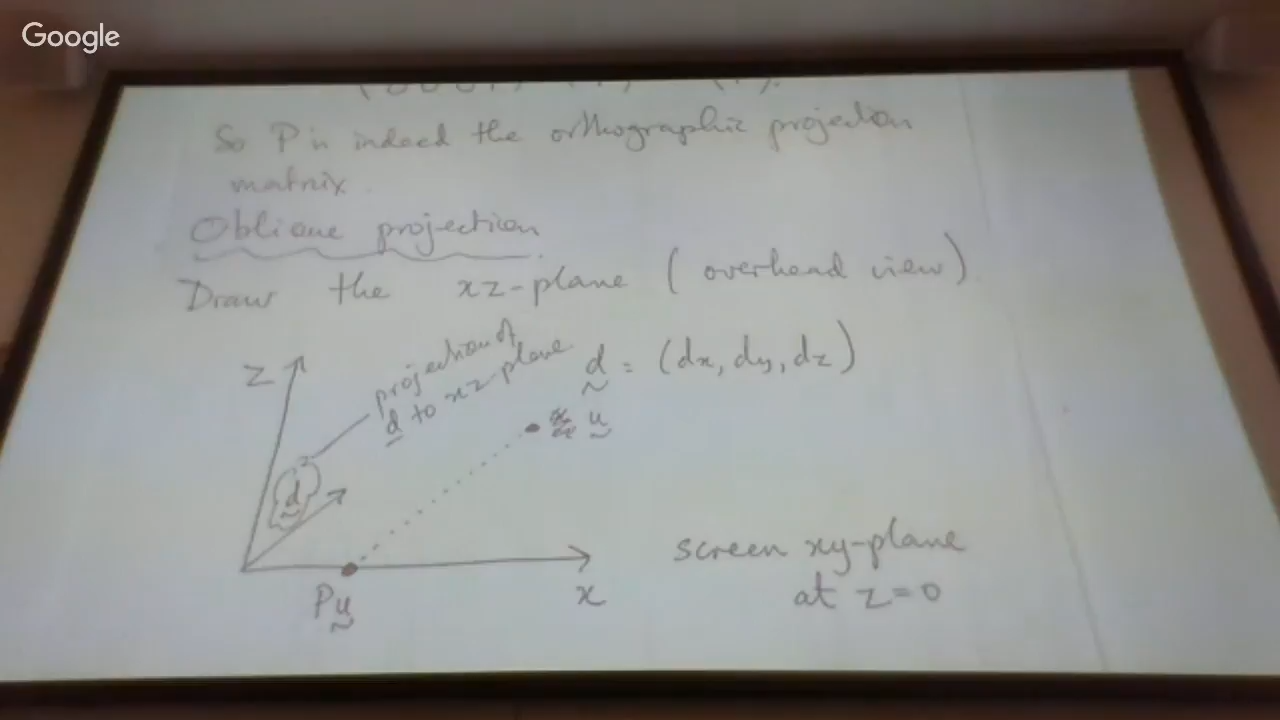 Google
So P is indeed the orthographic projection
matrix.
Oblique projection
Draw the xz-plane (overhead view)
z
projection of
d to xz-plane
d = (dx, dy, dz)
u
d
screen xy-plane
at z=0
Pu
x